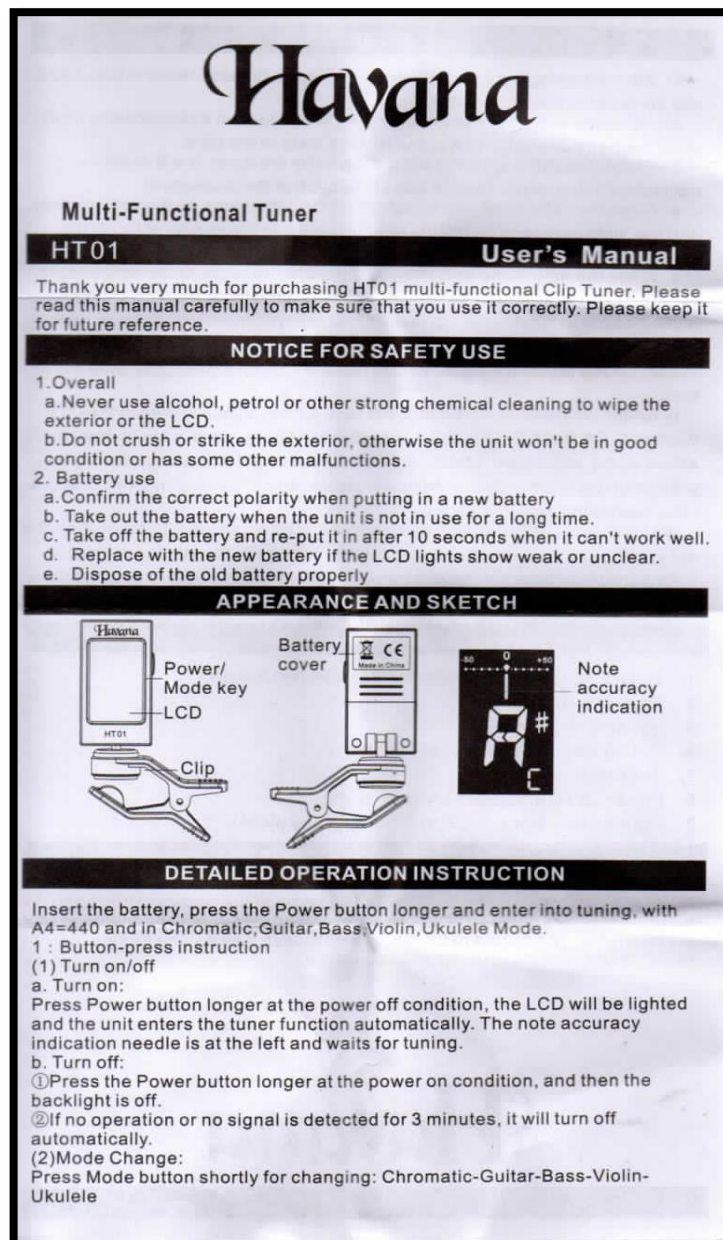 Havana
Multi-Functional Tuner
HT01 User's Manual
Thank you very much for purchasing HT01 multi-functional Clip Tuner. Please
read this manual carefully to make sure that you use it correctly. Please keep it
for future reference.
NOTICE FOR SAFETY USE
1.Overall
a.Never use alcohol, petrol or other strong chemical cleaning to wipe the
exterior or the LCD.
b.Do not crush or strike the exterior, otherwise the unit won't be in good
condition or has some other malfunctions.
2. Battery use
a.Confirm the correct polarity when putting in a new battery
b. Take out the battery when the unit is not in use for a long time.
c. Take off the battery and re-put it in after 10 seconds when it can't work well.
d. Replace with the new battery if the LCD lights show weak or unclear.
e. Dispose of the old battery properly
APPEARANCE AND SKETCH
Havana
Power/
Mode key
LCD
HT01
Clip
Battery
cover
CE
Made in China
-50 0 +50
A #
C
Note
accuracy
indication
DETAILED OPERATION INSTRUCTION
Insert the battery, press the Power button longer and enter into tuning, with
A4=440 and in Chromatic,Guitar,Bass,Violin,Ukulele Mode.
1 : Button-press instruction
(1) Turn on/off
a. Turn on:
Press Power button longer at the power off condition, the LCD will be lighted
and the unit enters the tuner function automatically. The note accuracy
indication needle is at the left and waits for tuning.
b. Turn off:
①Press the Power button longer at the power on condition, and then the
backlight is off.
②If no operation or no signal is detected for 3 minutes, it will turn off
automatically.
(2)Mode Change:
Press Mode button shortly for changing: Chromatic-Guitar-Bass-Violin-
Ukulele